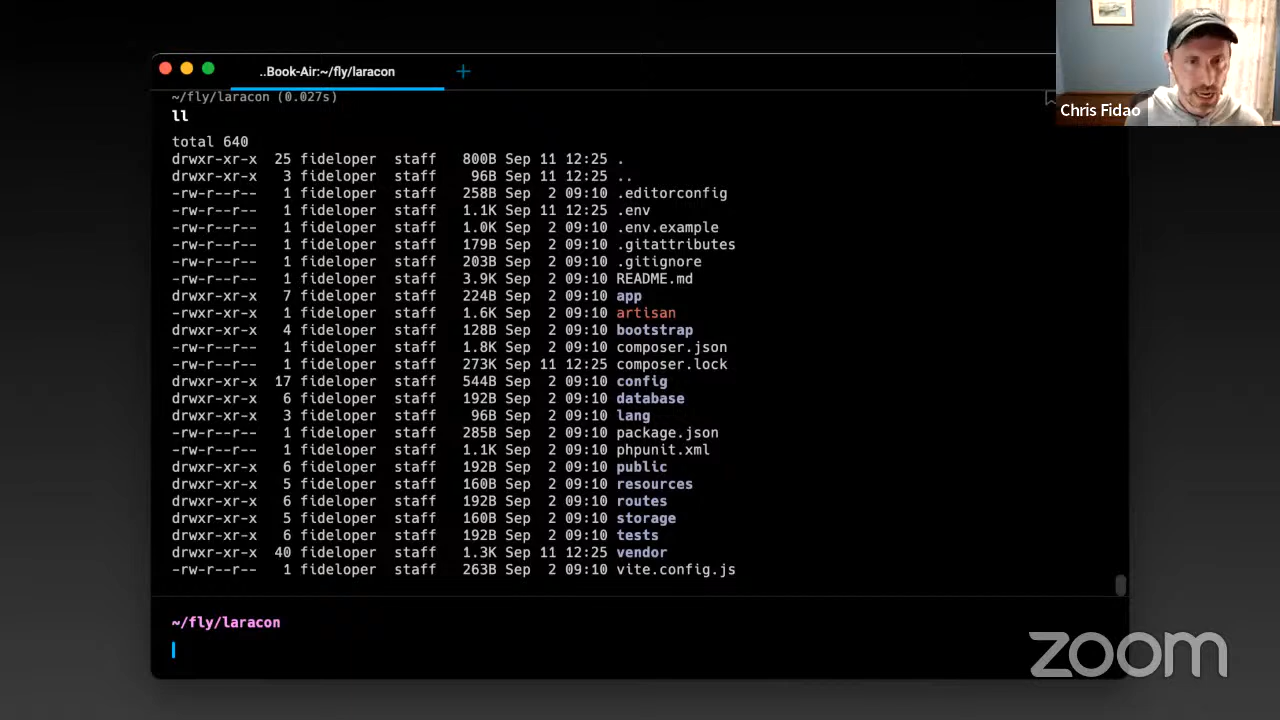 ..Book-Air:~/fly/laracon
+
Chris Fidao
~/fly/laracon (0.027s)
ll
total 640
drwxr-xr-x 25 fideloper staff 800B Sep 11 12:25 .
drwxr-xr-x 3 fideloper staff 96B Sep 11 12:25 ..
-rw-r--r-- 1 fideloper staff 258B Sep 2 09:10 .editorconfig
-rw-r--r-- 1 fideloper staff 1.1K Sep 11 12:25 .env
-rw-r--r-- 1 fideloper staff 1.0K Sep 2 09:10 .env.example
-rw-r--r-- 1 fideloper staff 179B Sep 2 09:10 .gitattributes
-rw-r--r-- 1 fideloper staff 203B Sep 2 09:10 .gitignore
-rw-r--r-- 1 fideloper staff 3.9K Sep 2 09:10 README.md
drwxr-xr-x 7 fideloper staff 224B Sep 2 09:10 app
-rw-r--r-- 1 fideloper staff 1.6K Sep 2 09:10 artisan
drwxr-xr-x 4 fideloper staff 128B Sep 2 09:10 bootstrap
-rw-r--r-- 1 fideloper staff 1.8K Sep 2 09:10 composer.json
-rw-r--r-- 1 fideloper staff 273K Sep 11 12:25 composer.lock
drwxr-xr-x 17 fideloper staff 544B Sep 2 09:10 config
drwxr-xr-x 6 fideloper staff 192B Sep 2 09:10 database
drwxr-xr-x 3 fideloper staff 96B Sep 2 09:10 lang
-rw-r--r-- 1 fideloper staff 285B Sep 2 09:10 package.json
-rw-r--r-- 1 fideloper staff 1.1K Sep 2 09:10 phpunit.xml
drwxr-xr-x 6 fideloper staff 192B Sep 2 09:10 public
drwxr-xr-x 5 fideloper staff 160B Sep 2 09:10 resources
drwxr-xr-x 6 fideloper staff 192B Sep 2 09:10 routes
drwxr-xr-x 5 fideloper staff 160B Sep 2 09:10 storage
drwxr-xr-x 6 fideloper staff 192B Sep 2 09:10 tests
drwxr-xr-x 40 fideloper staff 1.3K Sep 11 12:25 vendor
-rw-r--r-- 1 fideloper staff 263B Sep 2 09:10 vite.config.js
~/fly/laracon
zoom